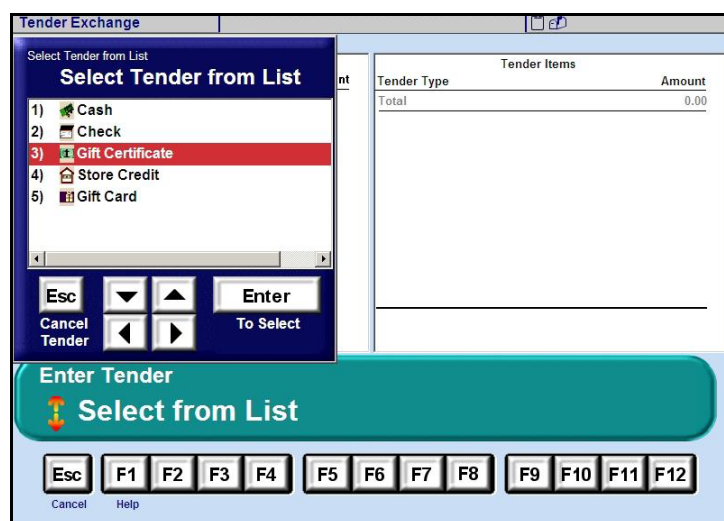 Tender Exchange
Select Tender from List
Select Tender from List
1) Cash
2) Check
3) Gift Certificate
4) Store Credit
5) Gift Card
Esc
Enter
Cancel Tender
To Select
nt
Tender Items
Tender Type Amount
Total 0.00
Enter Tender
Select from List
Esc F1 F2 F3 F4 F5 F6 F7 F8 F9 F10 F11 F12
Cancel Help